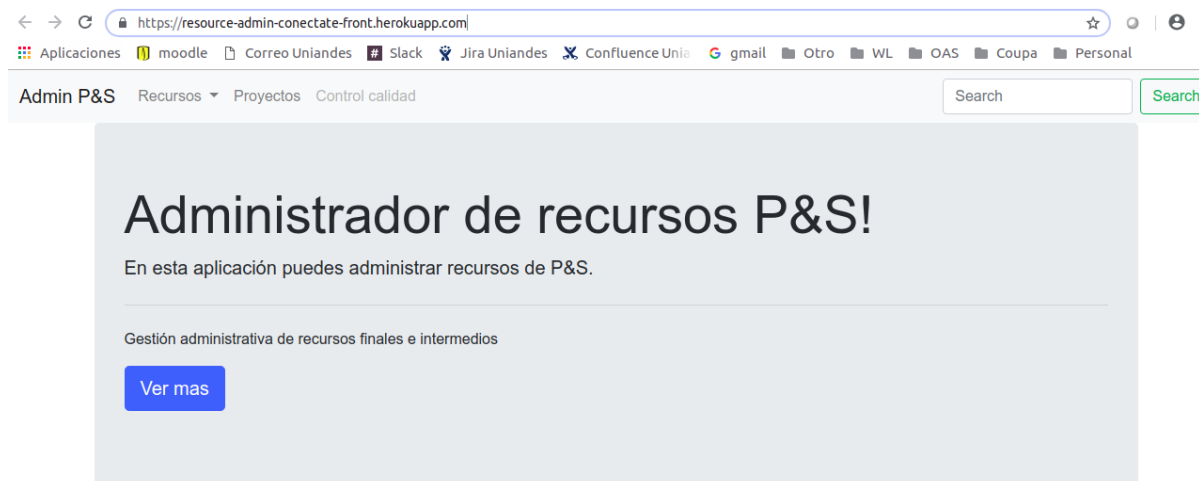 https://resource-admin-conectate-front.herokuapp.com
Aplicaciones moodle Correo Uniandes Slack Jira Uniandes Confluence Unia gmail Otro WL OAS Coupa Personal
Admin P&S Recursos Proyectos Control calidad Search Search
Administrador de recursos P&S!
En esta aplicación puedes administrar recursos de P&S.
Gestión administrativa de recursos finales e intermedios
Ver mas